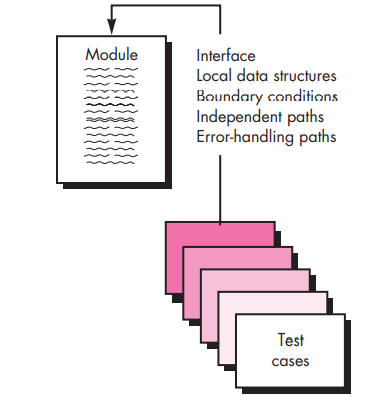 Module
Interface
Local data structures
Boundary conditions
Independent paths
Error-handling paths
Test
cases